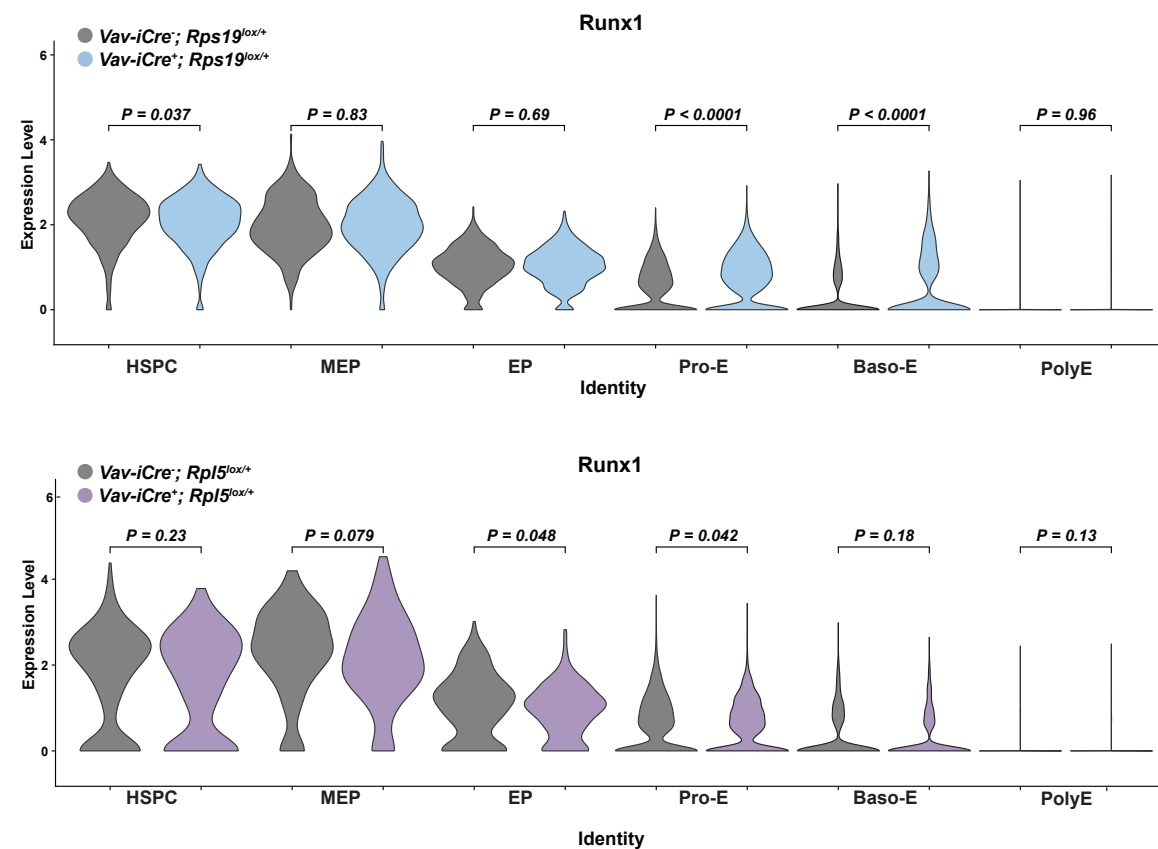 Runx1
Vav-iCre⁻; Rps19ˡᵒˣ/⁺
Vav-iCre⁺; Rps19ˡᵒˣ/⁺
6
4
2
0
Expression Level
P = 0.037 P = 0.83 P = 0.69 P < 0.0001 P < 0.0001 P = 0.96
HSPC MEP EP Pro-E Baso-E PolyE
Identity
Runx1
Vav-iCre⁻; Rpl5ˡᵒˣ/⁺
Vav-iCre⁺; Rpl5ˡᵒˣ/⁺
6
4
2
0
Expression Level
P = 0.23 P = 0.079 P = 0.048 P = 0.042 P = 0.18 P = 0.13
HSPC MEP EP Pro-E Baso-E PolyE
Identity